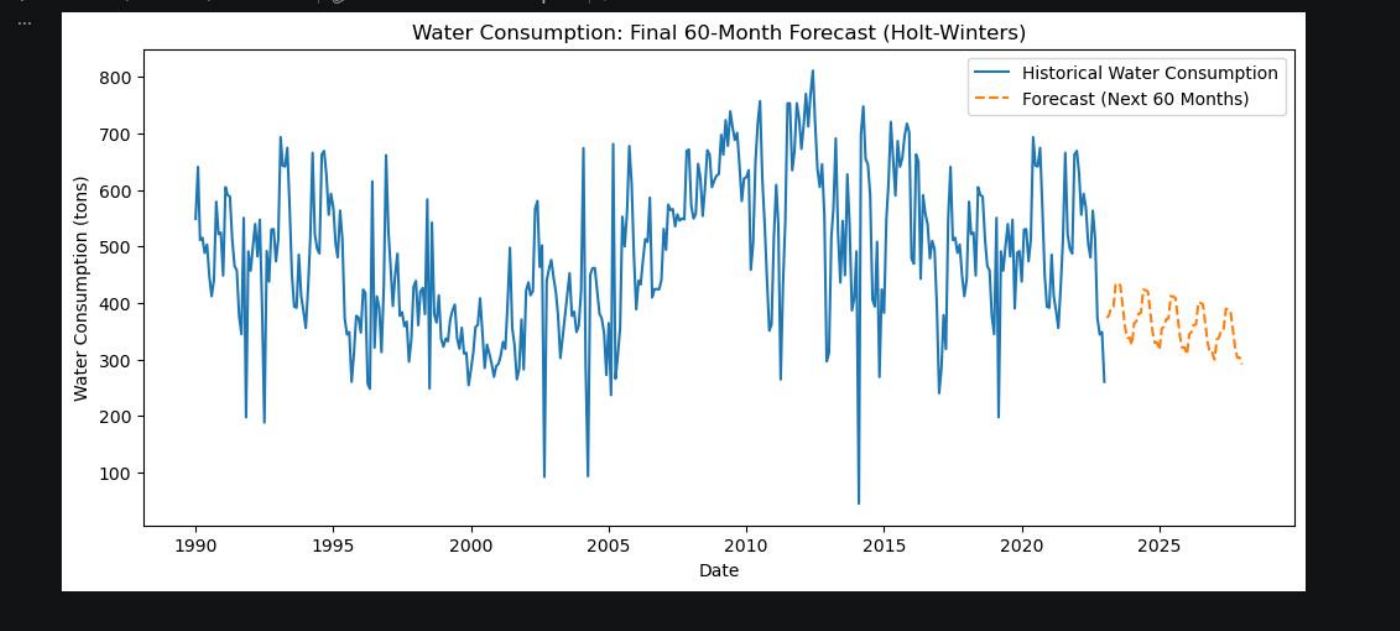 ...
Water Consumption: Final 60-Month Forecast (Holt-Winters)
Historical Water Consumption
Forecast (Next 60 Months)
Water Consumption (tons)
800
700
600
500
400
300
200
100
1990 1995 2000 2005 2010 2015 2020 2025
Date